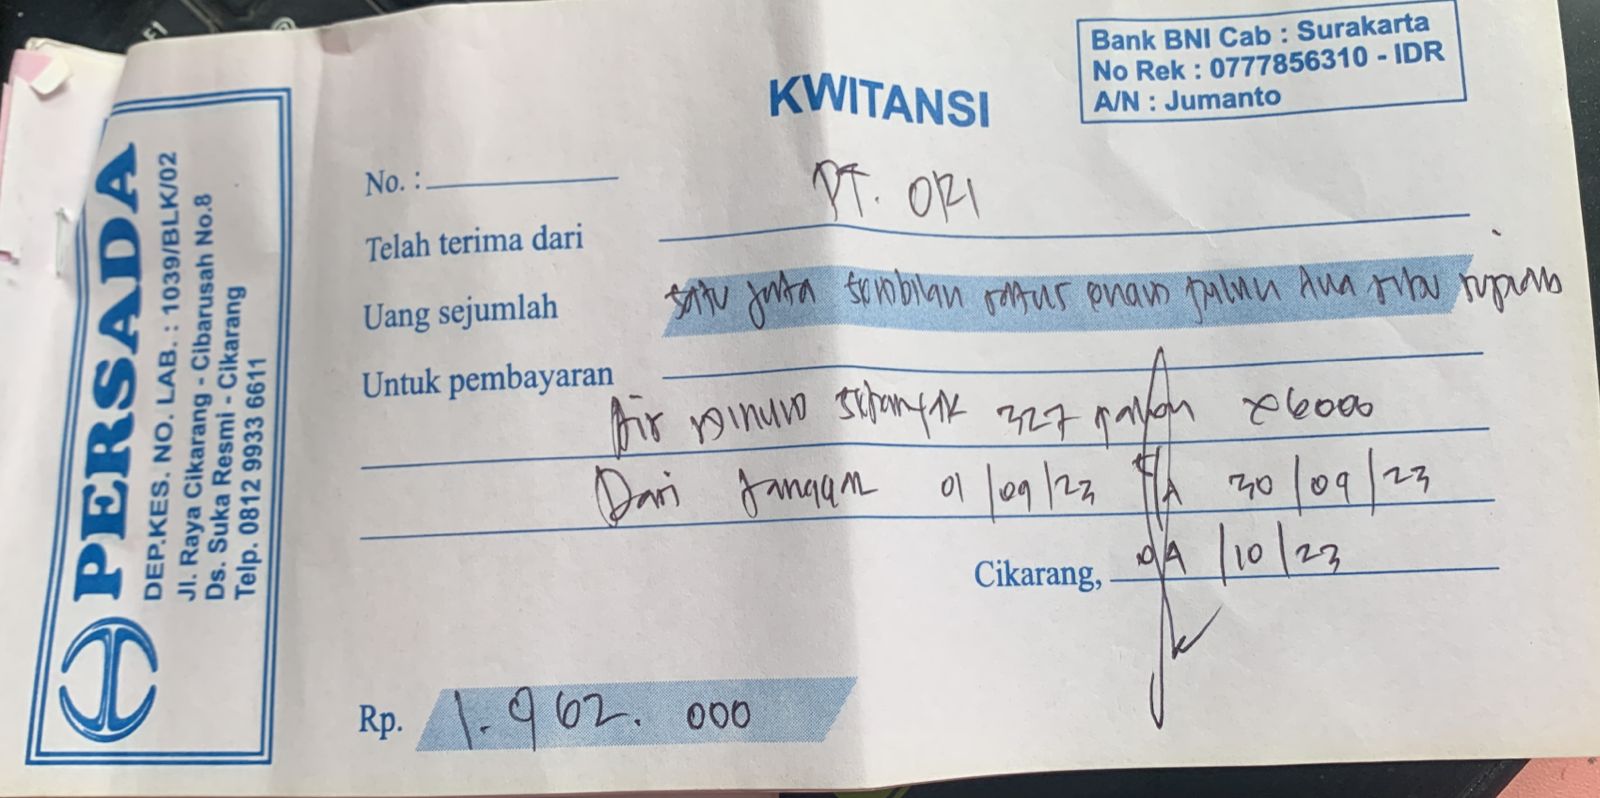 Bank BNI Cab : Surakarta
No Rek : 0777856310 - IDR
A/N : Jumanto
KWITANSI
PERSADA
DEP.KES. NO. LAB. : 1039/BLK/02
Jl. Raya Cikarang - Cibarusah No.8
Ds. Suka Resmi - Cikarang
Telp. 0812 9933 6611
No. :
Telah terima dari PT. ORI
Uang sejumlah satu juta sembilan ratus enam puluh dua ribu rupiah
Untuk pembayaran
Air minum sebanyak 327 galon x6000
Dari tanggal 01/09/23 s/d 30/09/23
Cikarang, 04/10/23
Rp. 1.962.000
F1